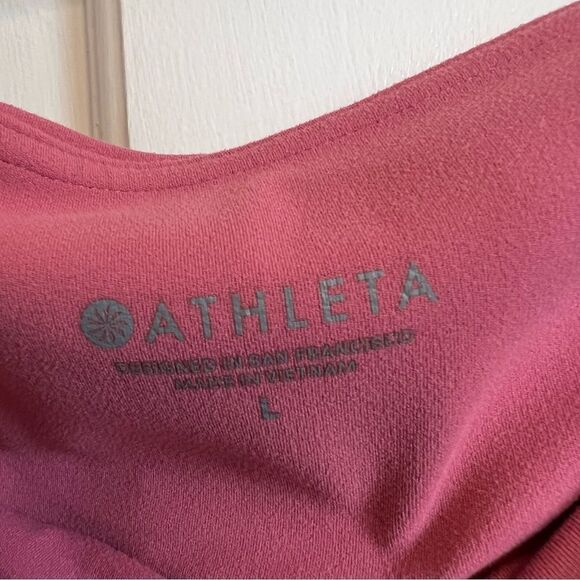 ATHLETA
DESIGNED IN SAN FRANCISCO
MADE IN VIETNAM
L